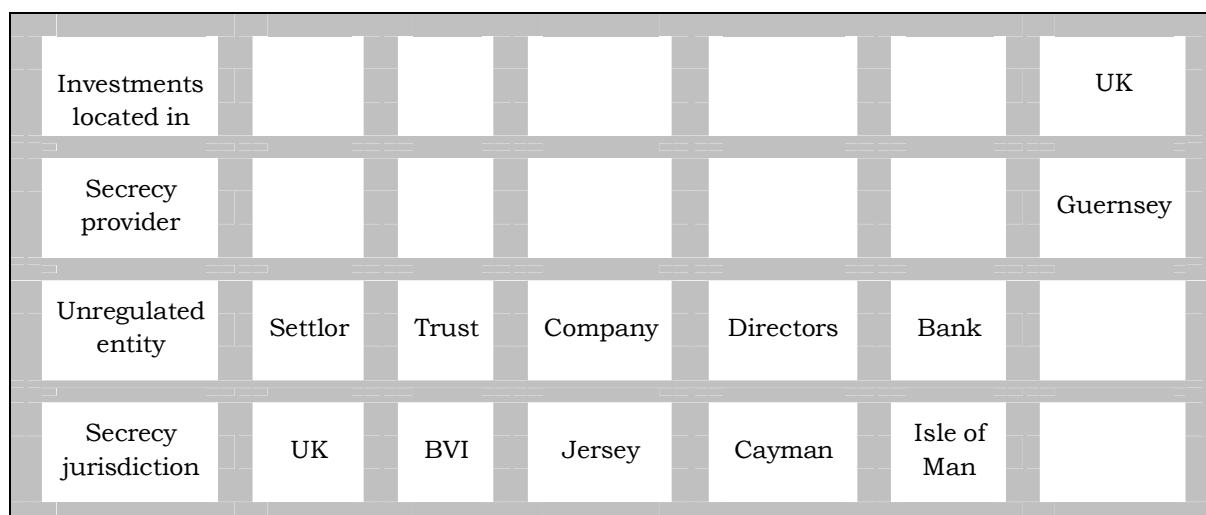 Investments
located in
UK
Secrecy
provider
Guernsey
Unregulated
entity
Settlor
Trust
Company
Directors
Bank
Secrecy
jurisdiction
UK
BVI
Jersey
Cayman
Isle of
Man